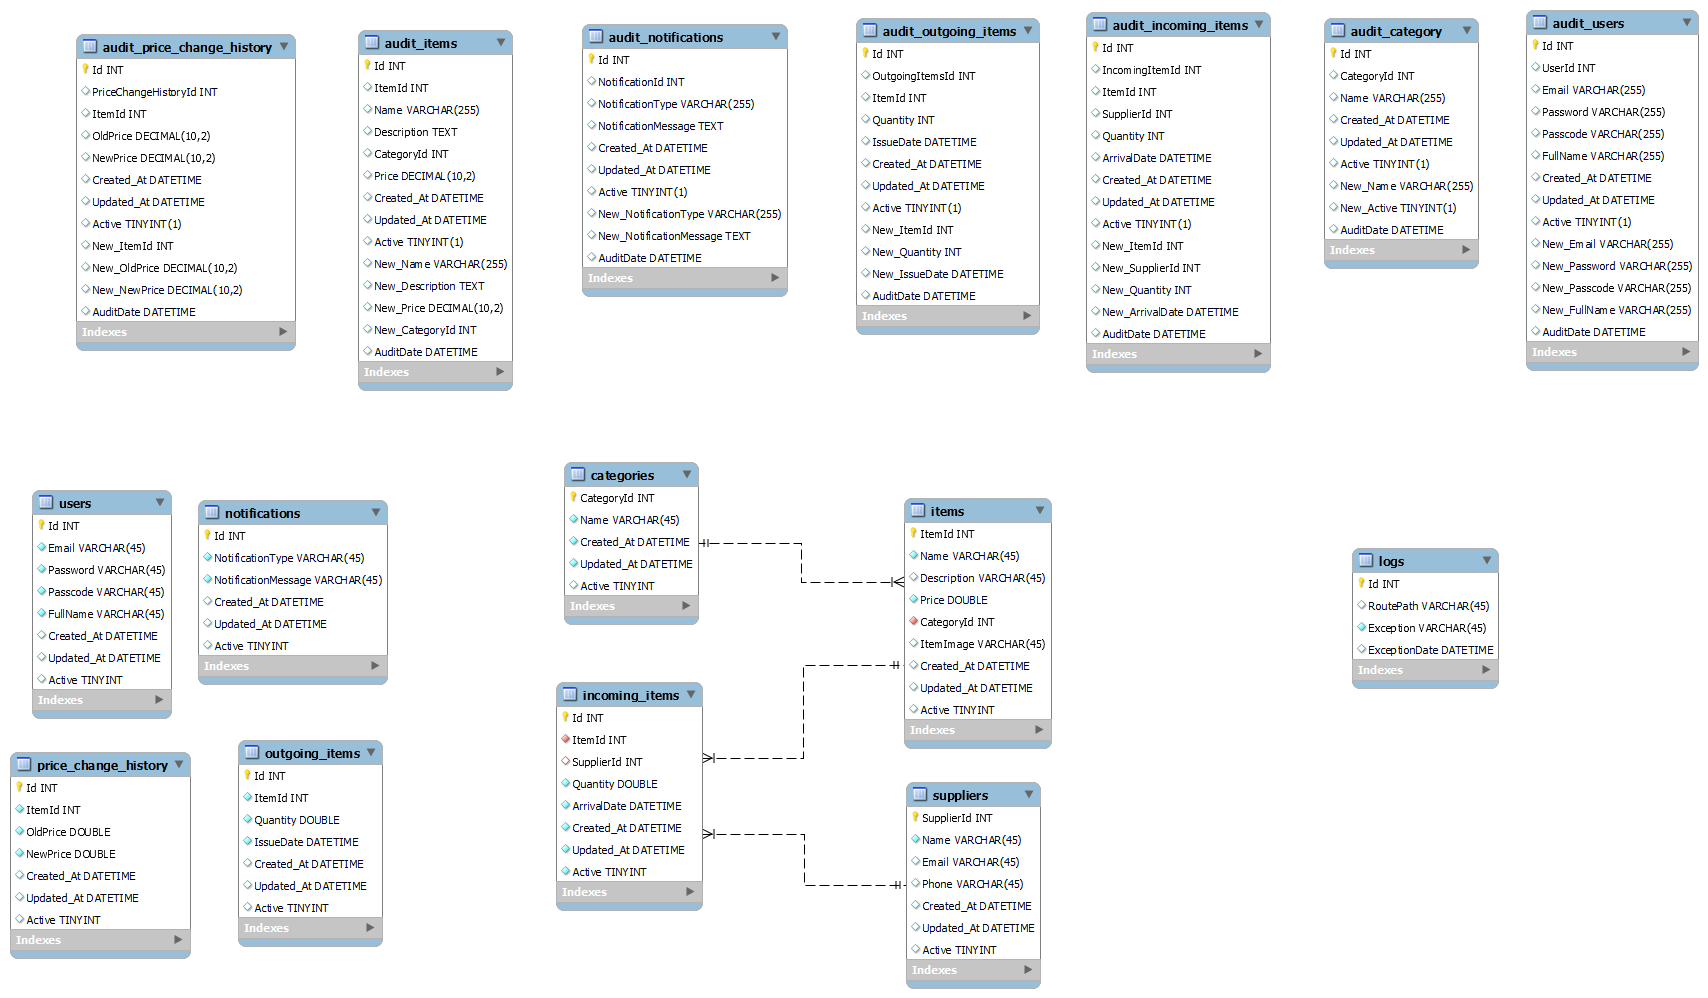 audit_price_change_history
Id INT
PriceChangeHistoryId INT
ItemId INT
OldPrice DECIMAL(10,2)
NewPrice DECIMAL(10,2)
Created_At DATETIME
Updated_At DATETIME
Active TINYINT(1)
New_ItemId INT
New_OldPrice DECIMAL(10,2)
New_NewPrice DECIMAL(10,2)
AuditDate DATETIME
Indexes
audit_items
Id INT
ItemId INT
Name VARCHAR(255)
Description TEXT
CategoryId INT
Price DECIMAL(10,2)
Created_At DATETIME
Updated_At DATETIME
Active TINYINT(1)
New_Name VARCHAR(255)
New_Description TEXT
New_Price DECIMAL(10,2)
New_CategoryId INT
AuditDate DATETIME
Indexes
audit_notifications
Id INT
NotificationId INT
NotificationType VARCHAR(255)
NotificationMessage TEXT
Created_At DATETIME
Updated_At DATETIME
Active TINYINT(1)
New_NotificationType VARCHAR(255)
New_NotificationMessage TEXT
AuditDate DATETIME
Indexes
audit_outgoing_items
Id INT
OutgoingItemsId INT
ItemId INT
Quantity INT
IssueDate DATETIME
Created_At DATETIME
Updated_At DATETIME
Active TINYINT(1)
New_ItemId INT
New_Quantity INT
New_IssueDate DATETIME
AuditDate DATETIME
Indexes
audit_incoming_items
Id INT
IncomingItemId INT
ItemId INT
SupplierId INT
Quantity INT
ArrivalDate DATETIME
Created_At DATETIME
Updated_At DATETIME
Active TINYINT(1)
New_ItemId INT
New_SupplierId INT
New_Quantity INT
New_ArrivalDate DATETIME
AuditDate DATETIME
Indexes
audit_category
Id INT
CategoryId INT
Name VARCHAR(255)
Created_At DATETIME
Updated_At DATETIME
Active TINYINT(1)
New_Name VARCHAR(255)
New_Active TINYINT(1)
AuditDate DATETIME
Indexes
audit_users
Id INT
UserId INT
Email VARCHAR(255)
Password VARCHAR(255)
Passcode VARCHAR(255)
FullName VARCHAR(255)
Created_At DATETIME
Updated_At DATETIME
Active TINYINT(1)
New_Email VARCHAR(255)
New_Password VARCHAR(255)
New_Passcode VARCHAR(255)
New_FullName VARCHAR(255)
AuditDate DATETIME
Indexes
users
Id INT
Email VARCHAR(45)
Password VARCHAR(45)
Passcode VARCHAR(45)
FullName VARCHAR(45)
Created_At DATETIME
Updated_At DATETIME
Active TINYINT
Indexes
notifications
Id INT
NotificationType VARCHAR(45)
NotificationMessage VARCHAR(45)
Created_At DATETIME
Updated_At DATETIME
Active TINYINT
Indexes
categories
CategoryId INT
Name VARCHAR(45)
Created_At DATETIME
Updated_At DATETIME
Active TINYINT
Indexes
items
ItemId INT
Name VARCHAR(45)
Description VARCHAR(45)
Price DOUBLE
CategoryId INT
ItemImage VARCHAR(45)
Created_At DATETIME
Updated_At DATETIME
Active TINYINT
Indexes
logs
Id INT
RoutePath VARCHAR(45)
Exception VARCHAR(45)
ExceptionDate DATETIME
Indexes
price_change_history
Id INT
ItemId INT
OldPrice DOUBLE
NewPrice DOUBLE
Created_At DATETIME
Updated_At DATETIME
Active TINYINT
Indexes
outgoing_items
Id INT
ItemId INT
Quantity DOUBLE
IssueDate DATETIME
Created_At DATETIME
Updated_At DATETIME
Active TINYINT
Indexes
incoming_items
Id INT
ItemId INT
SupplierId INT
Quantity DOUBLE
ArrivalDate DATETIME
Created_At DATETIME
Updated_At DATETIME
Active TINYINT
Indexes
suppliers
SupplierId INT
Name VARCHAR(45)
Email VARCHAR(45)
Phone VARCHAR(45)
Created_At DATETIME
Updated_At DATETIME
Active TINYINT
Indexes